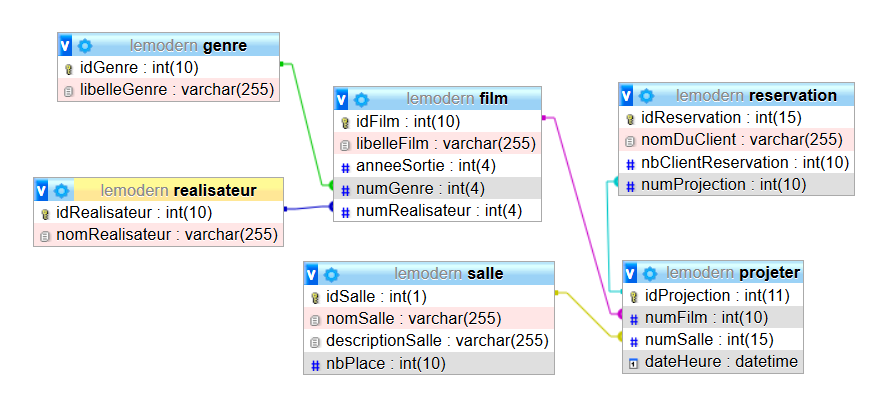 lemodern genre
idGenre : int(10)
libelleGenre : varchar(255)
lemodern film
idFilm : int(10)
libelleFilm : varchar(255)
anneeSortie : int(4)
numGenre : int(4)
numRealisateur : int(4)
lemodern reservation
idReservation : int(15)
nomDuClient : varchar(255)
nbClientReservation : int(10)
numProjection : int(10)
lemodern realisateur
idRealisateur : int(10)
nomRealisateur : varchar(255)
lemodern salle
idSalle : int(1)
nomSalle : varchar(255)
descriptionSalle : varchar(255)
nbPlace : int(10)
lemodern projeter
idProjection : int(11)
numFilm : int(10)
numSalle : int(15)
dateHeure : datetime